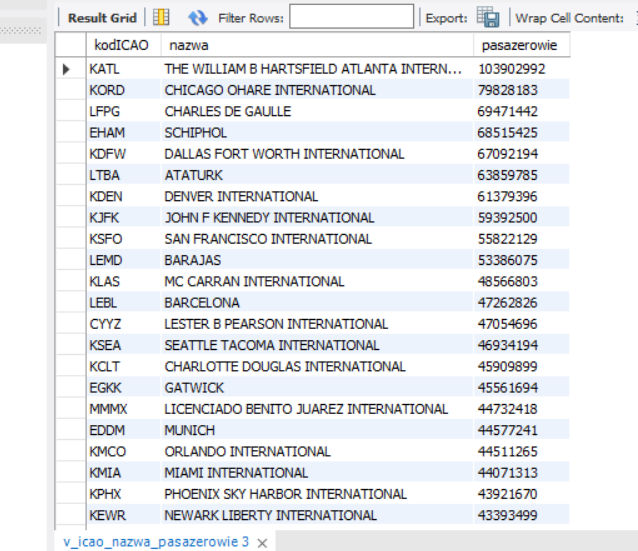 Result Grid Filter Rows: Export: Wrap Cell Content:
kodICAO nazwa pasazerowie
KATL THE WILLIAM B HARTSFIELD ATLANTA INTERN... 103902992
KORD CHICAGO OHARE INTERNATIONAL 79828183
LFPG CHARLES DE GAULLE 69471442
EHAM SCHIPHOL 68515425
KDFW DALLAS FORT WORTH INTERNATIONAL 67092194
LTBA ATATURK 63859785
KDEN DENVER INTERNATIONAL 61379396
KJFK JOHN F KENNEDY INTERNATIONAL 59392500
KSFO SAN FRANCISCO INTERNATIONAL 55822129
LEMD BARAJAS 53386075
KLAS MC CARRAN INTERNATIONAL 48566803
LEBL BARCELONA 47262826
CYYZ LESTER B PEARSON INTERNATIONAL 47054696
KSEA SEATTLE TACOMA INTERNATIONAL 46934194
KCLT CHARLOTTE DOUGLAS INTERNATIONAL 45909899
EGKK GATWICK 45561694
MMMX LICENCIADO BENITO JUAREZ INTERNATIONAL 44732418
EDDM MUNICH 44577241
KMCO ORLANDO INTERNATIONAL 44511265
KMIA MIAMI INTERNATIONAL 44071313
KPHX PHOENIX SKY HARBOR INTERNATIONAL 43921670
KEWR NEWARK LIBERTY INTERNATIONAL 43393499
v_icao_nazwa_pasazerowie 3